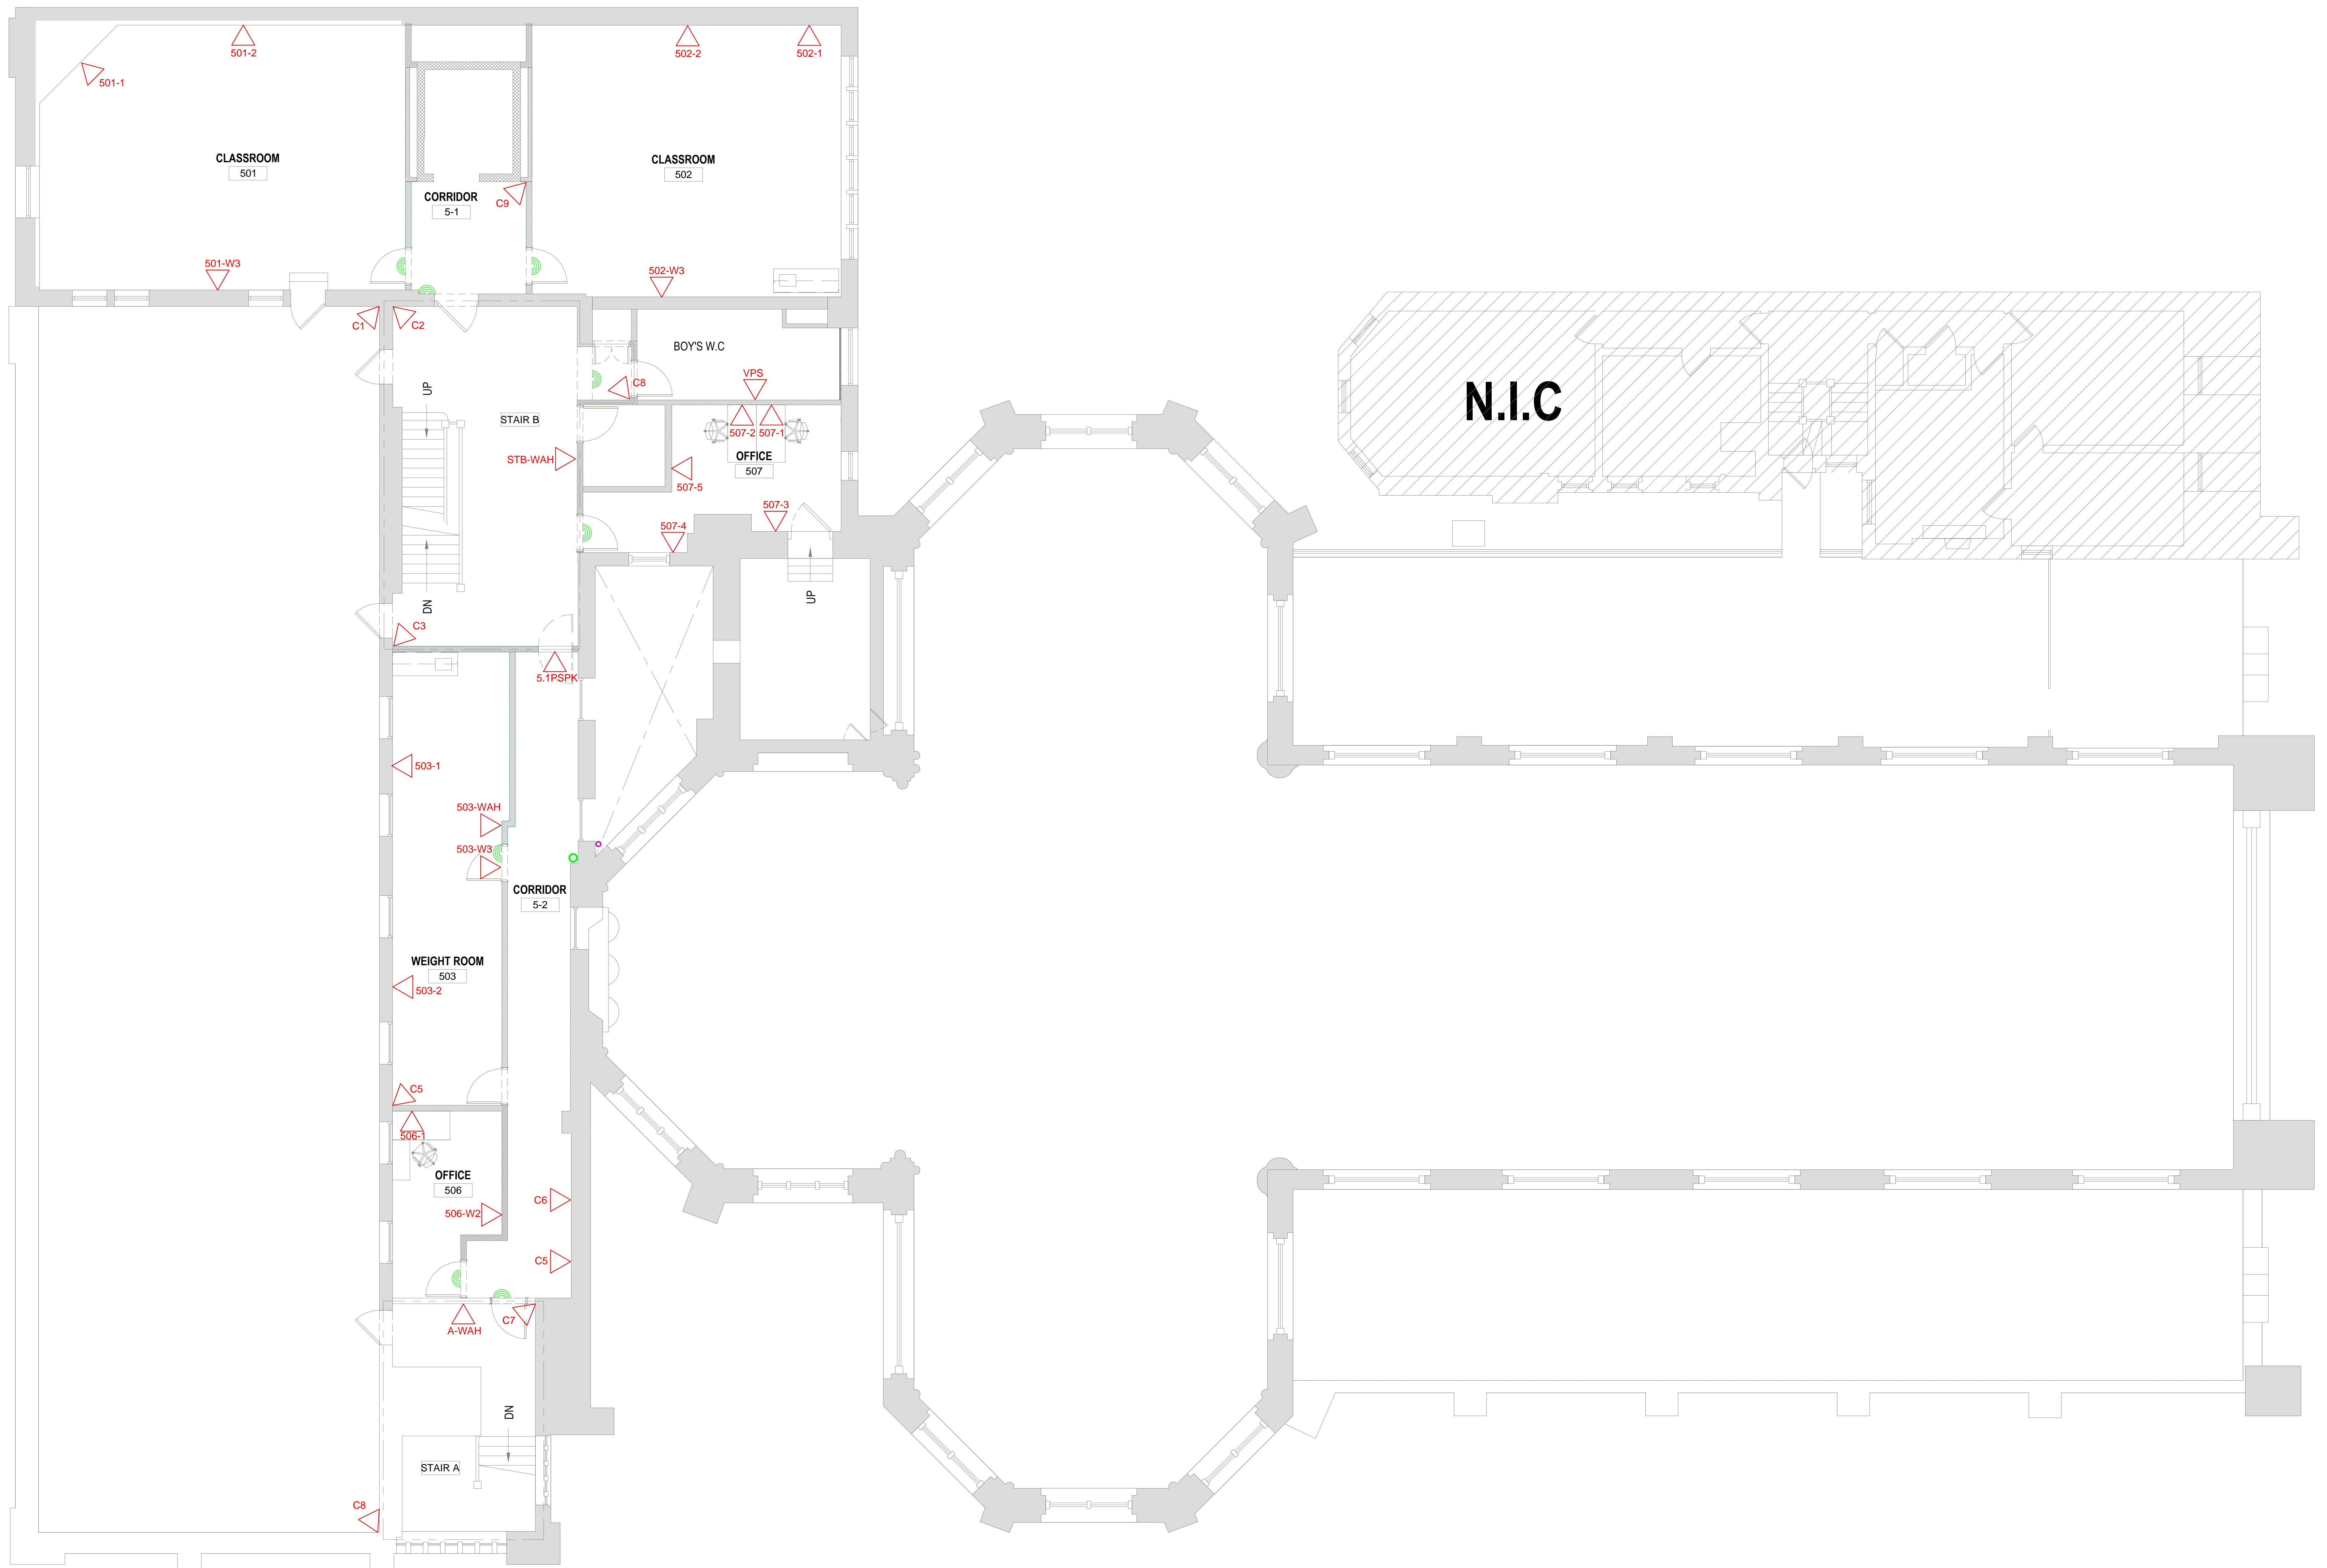 501-2
502-2
502-1
501-1
CLASSROOM
501
CLASSROOM
502
CORRIDOR
5-1
C9
501-W3
502-W3
C1
C2
BOY'S W.C
VPS
C8
UP
STAIR B
507-2
507-1
OFFICE
507
STB-WAH
507-5
507-3
507-4
DN
UP
C3
5.1PSPK
N.I.C
503-1
503-WAH
503-W3
CORRIDOR
5-2
WEIGHT ROOM
503
503-2
C5
506-1
OFFICE
506
C6
506-W2
C5
C7
A-WAH
DN
STAIR A
C8